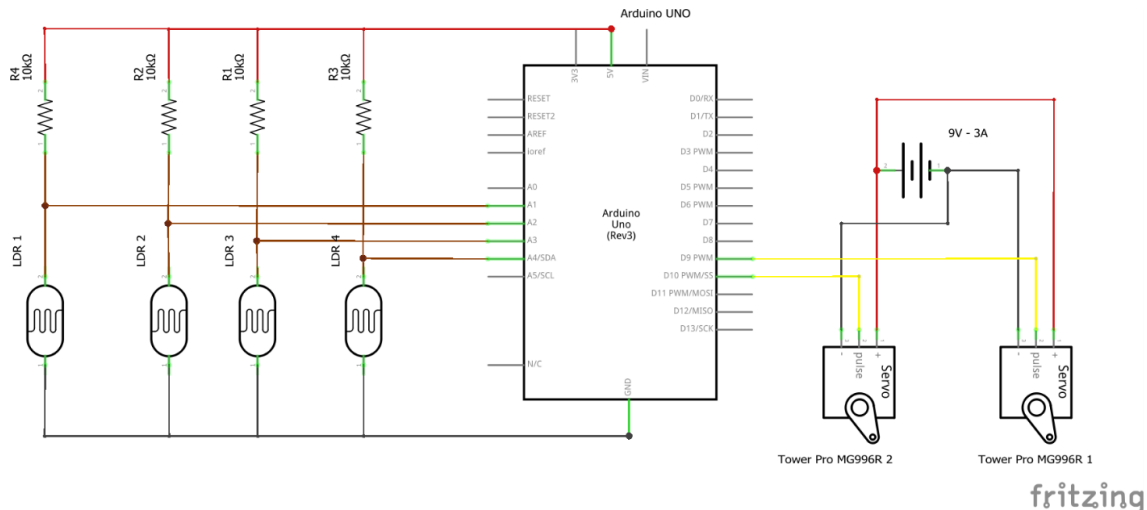 Arduino UNO
R4
10kΩ
R2
10kΩ
R1
10kΩ
R3
10kΩ
3V3
5V
VIN
RESET
RESET2
AREF
ioref
A0
A1
A2
A3
A4/SDA
A5/SCL
N/C
Arduino
Uno
(Rev3)
GND
D0/RX
D1/TX
D2
D3 PWM
D4
D5 PWM
D6 PWM
D7
D8
D9 PWM
D10 PWM/SS
D11 PWM/MOSI
D12/MISO
D13/SCK
LDR 1
LDR 2
LDR 3
LDR 4
9V - 3A
- pulse +
Servo
- pulse +
Servo
Tower Pro MG996R 2
Tower Pro MG996R 1
fritzing